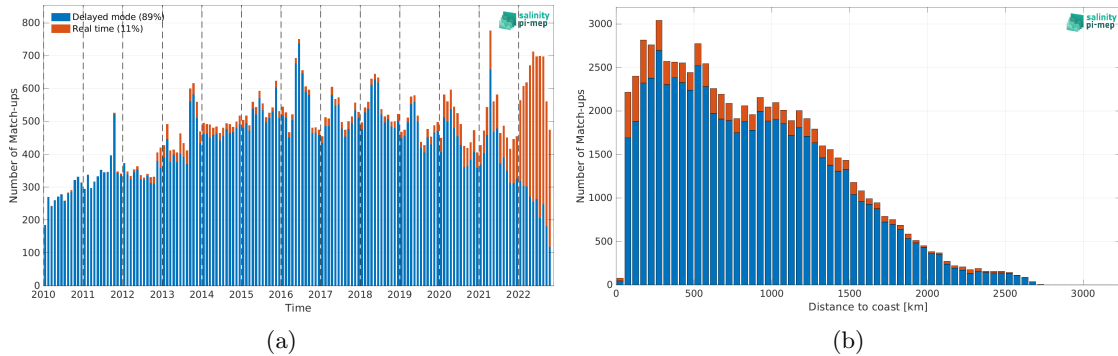 Delayed mode (89%)
Real time (11%)
salinity
pi-mep
800
700
600
500
400
300
200
100
0
Number of Match-ups
2010 2011 2012 2013 2014 2015 2016 2017 2018 2019 2020 2021 2022
Time
(a)
salinity
pi-mep
3000
2500
2000
1500
1000
500
0
Number of Match-ups
0 500 1000 1500 2000 2500 3000
Distance to coast [km]
(b)